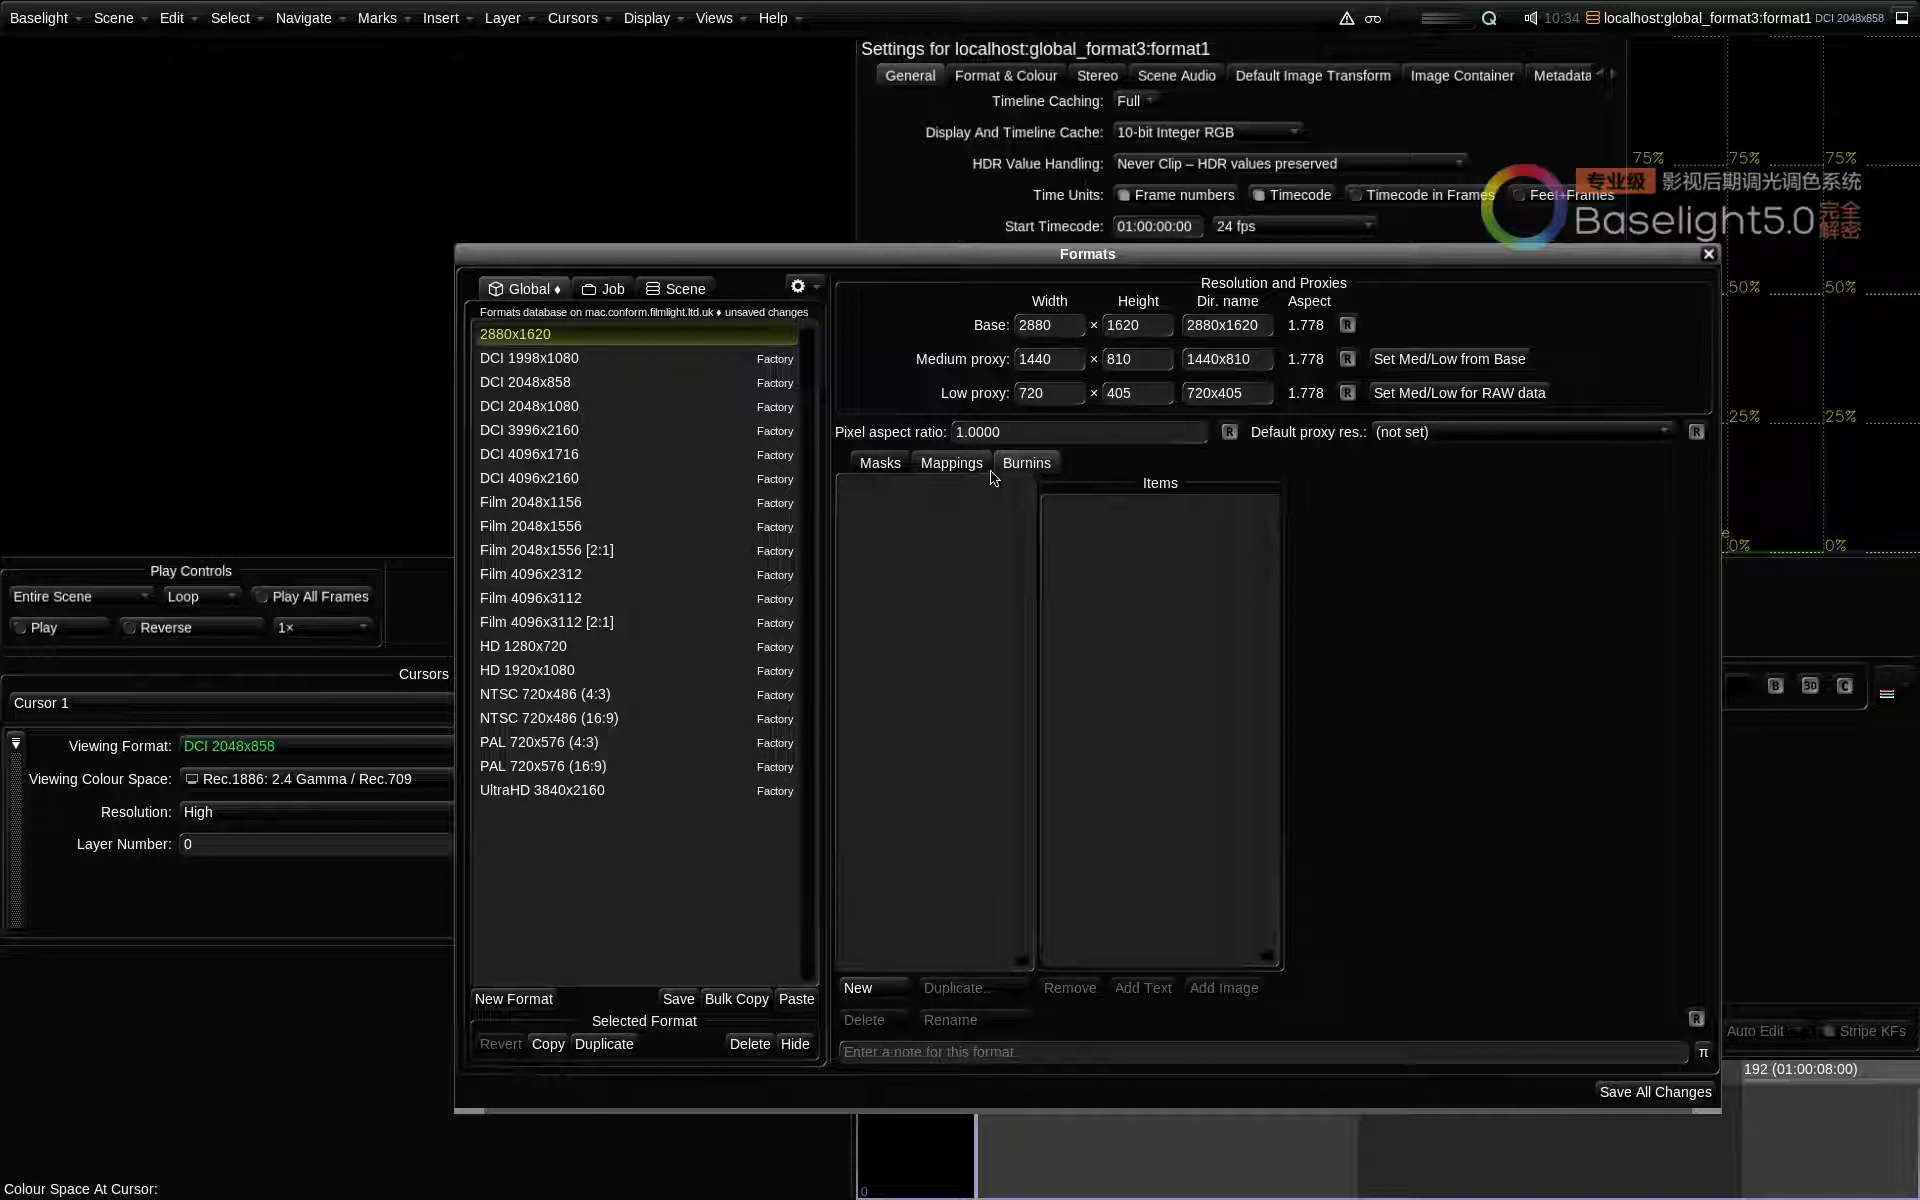 Baselight Scene Edit Select Navigate Marks Insert Layer Cursors Display Views Help
10:34 localhost:global_format3:format1 DCI 2048x858
Settings for localhost:global_format3:format1
General Format & Colour Stereo Scene Audio Default Image Transform Image Container Metadata
Timeline Caching: Full
Display And Timeline Cache: 10-bit Integer RGB
HDR Value Handling: Never Clip – HDR values preserved
Time Units: Frame numbers Timecode Timecode in Frames Feet+Frames
Start Timecode: 01:00:00:00 24 fps
75% 75% 75%
专业级 影视后期调光调色系统
Baselight5.0 完全解密
50% 50%
25% 25%
0% 0%
Formats
Global ♦ Job Scene
Formats database on mac.conform.filmlight.ltd.uk ♦ unsaved changes
2880x1620
DCI 1998x1080 Factory
DCI 2048x858 Factory
DCI 2048x1080 Factory
DCI 3996x2160 Factory
DCI 4096x1716 Factory
DCI 4096x2160 Factory
Film 2048x1156 Factory
Film 2048x1556 Factory
Film 2048x1556 [2:1] Factory
Film 4096x2312 Factory
Film 4096x3112 Factory
Film 4096x3112 [2:1] Factory
HD 1280x720 Factory
HD 1920x1080 Factory
NTSC 720x486 (4:3) Factory
NTSC 720x486 (16:9) Factory
PAL 720x576 (4:3) Factory
PAL 720x576 (16:9) Factory
UltraHD 3840x2160 Factory
New Format Save Bulk Copy Paste
Selected Format
Revert Copy Duplicate Delete Hide
Resolution and Proxies
Width Height Dir. name Aspect
Base: 2880 × 1620 2880x1620 1.778 R
Medium proxy: 1440 × 810 1440x810 1.778 R Set Med/Low from Base
Low proxy: 720 × 405 720x405 1.778 R Set Med/Low for RAW data
Pixel aspect ratio: 1.0000 R Default proxy res.: (not set) R
Masks Mappings Burnins
Items
New Duplicate.. Remove Add Text Add Image
Delete Rename R
Enter a note for this format π
Save All Changes
Play Controls
Entire Scene Loop Play All Frames
Play Reverse 1×
Cursors
Cursor 1
Viewing Format: DCI 2048x858
Viewing Colour Space: Rec.1886: 2.4 Gamma / Rec.709
Resolution: High
Layer Number: 0
B 3D C
Auto Edit Stripe KFs
192 (01:00:08:00)
0
Colour Space At Cursor: